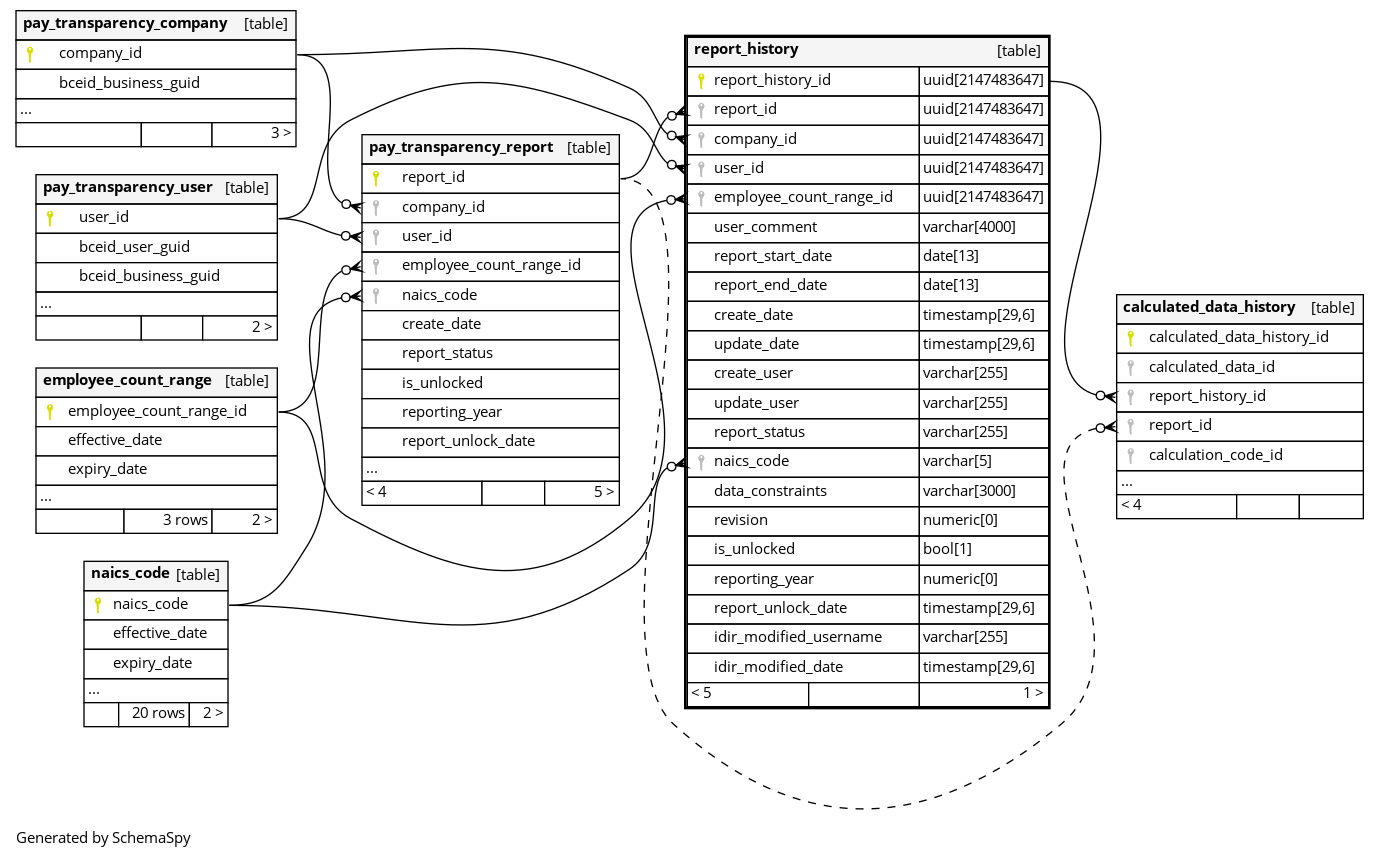 pay_transparency_company [table]
company_id
bceid_business_guid
...
3 >
pay_transparency_user [table]
user_id
bceid_user_guid
bceid_business_guid
...
2 >
employee_count_range [table]
employee_count_range_id
effective_date
expiry_date
...
3 rows 2 >
naics_code [table]
naics_code
effective_date
expiry_date
...
20 rows 2 >
pay_transparency_report [table]
report_id
company_id
user_id
employee_count_range_id
naics_code
create_date
report_status
is_unlocked
reporting_year
report_unlock_date
...
< 4 5 >
report_history [table]
report_history_id uuid[2147483647]
report_id uuid[2147483647]
company_id uuid[2147483647]
user_id uuid[2147483647]
employee_count_range_id uuid[2147483647]
user_comment varchar[4000]
report_start_date date[13]
report_end_date date[13]
create_date timestamp[29,6]
update_date timestamp[29,6]
create_user varchar[255]
update_user varchar[255]
report_status varchar[255]
naics_code varchar[5]
data_constraints varchar[3000]
revision numeric[0]
is_unlocked bool[1]
reporting_year numeric[0]
report_unlock_date timestamp[29,6]
idir_modified_username varchar[255]
idir_modified_date timestamp[29,6]
< 5 1 >
calculated_data_history [table]
calculated_data_history_id
calculated_data_id
report_history_id
report_id
calculation_code_id
...
< 4
Generated by SchemaSpy